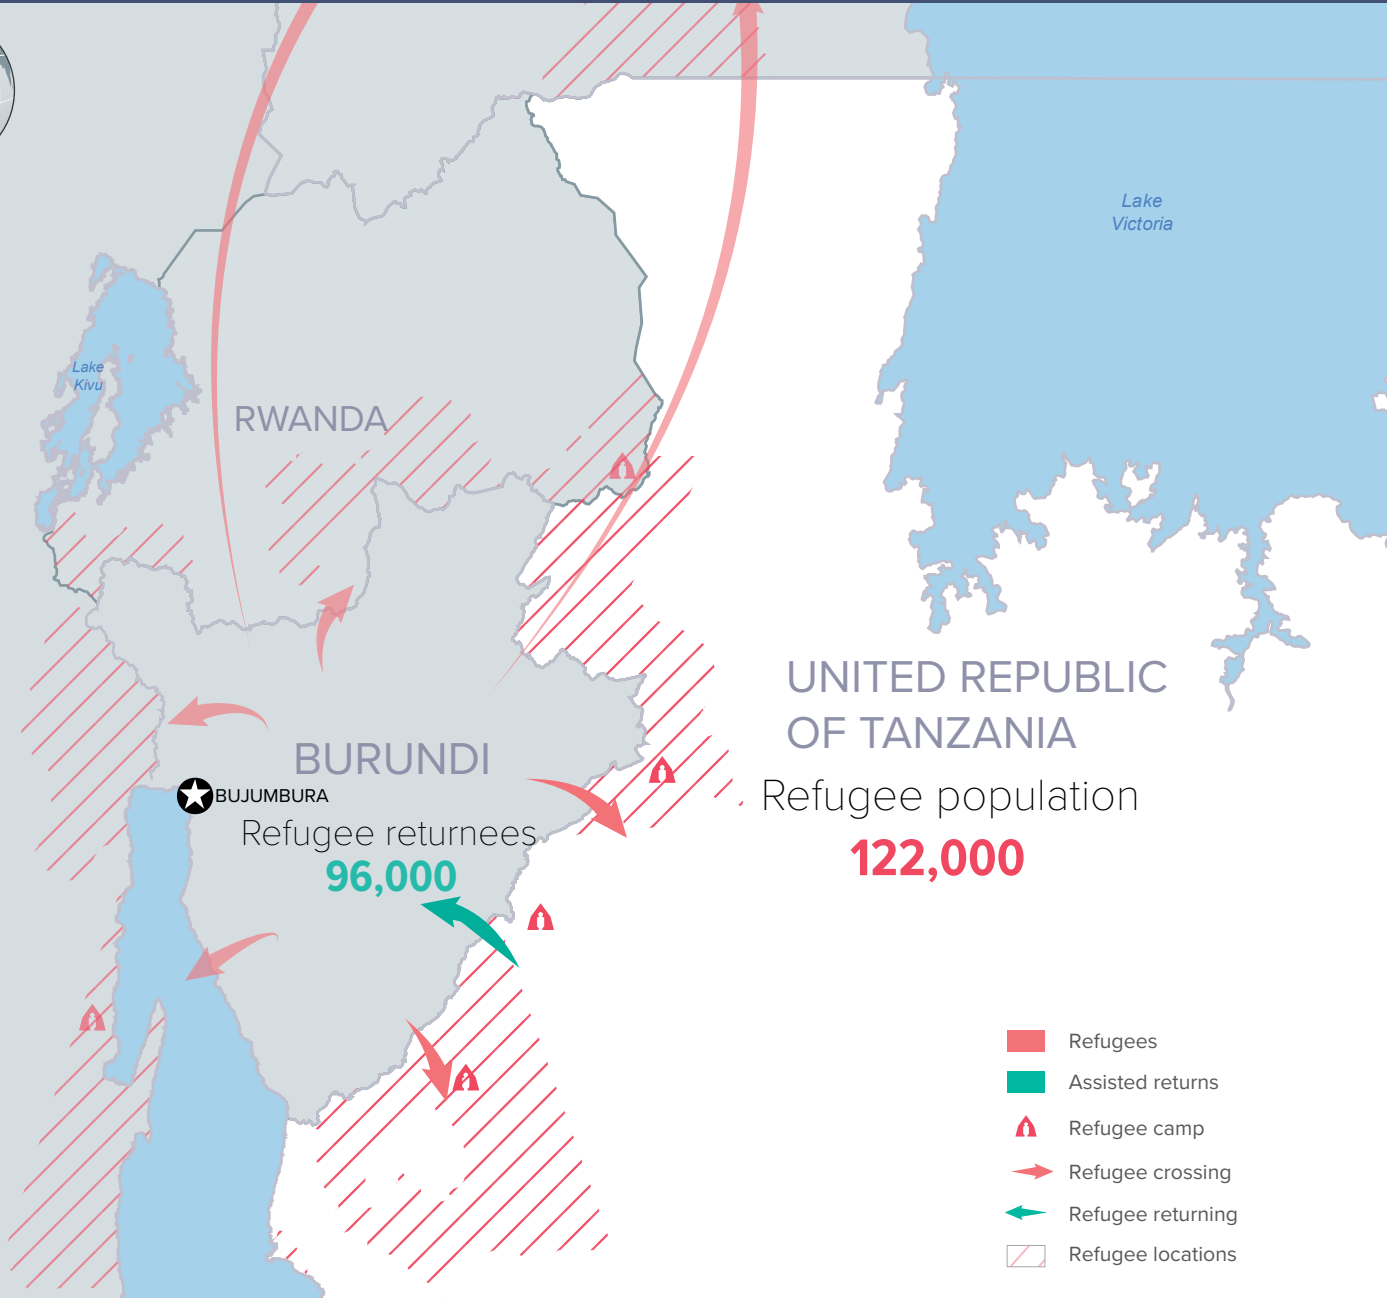 Lake
Victoria
Lake
Kivu
RWANDA
UNITED REPUBLIC
OF TANZANIA
Refugee population
122,000
BURUNDI
BUJUMBURA
Refugee returnees
96,000
Refugees
Assisted returns
Refugee camp
Refugee crossing
Refugee returning
Refugee locations